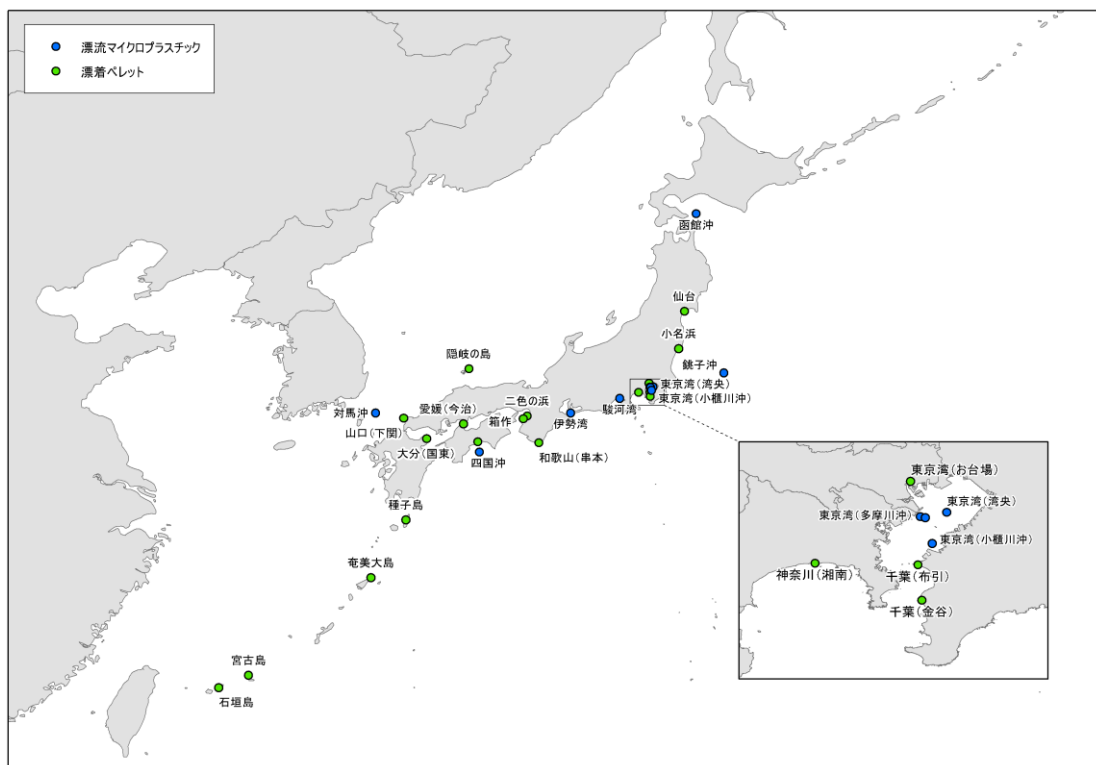 漂流マイクロプラスチック
漂着ペレット
函館沖
仙台
小名浜
銚子沖
隠岐の島
東京湾(湾央)
東京湾(小櫃川沖)
駿河湾
二色の浜
伊勢湾
対馬沖
愛媛(今治)
箱作
山口(下関)
大分(国東)
四国沖
和歌山(串本)
種子島
奄美大島
宮古島
石垣島
東京湾(お台場)
東京湾(湾央)
東京湾(多摩川沖)
東京湾(小櫃川沖)
神奈川(湘南)
千葉(布引)
千葉(金谷)